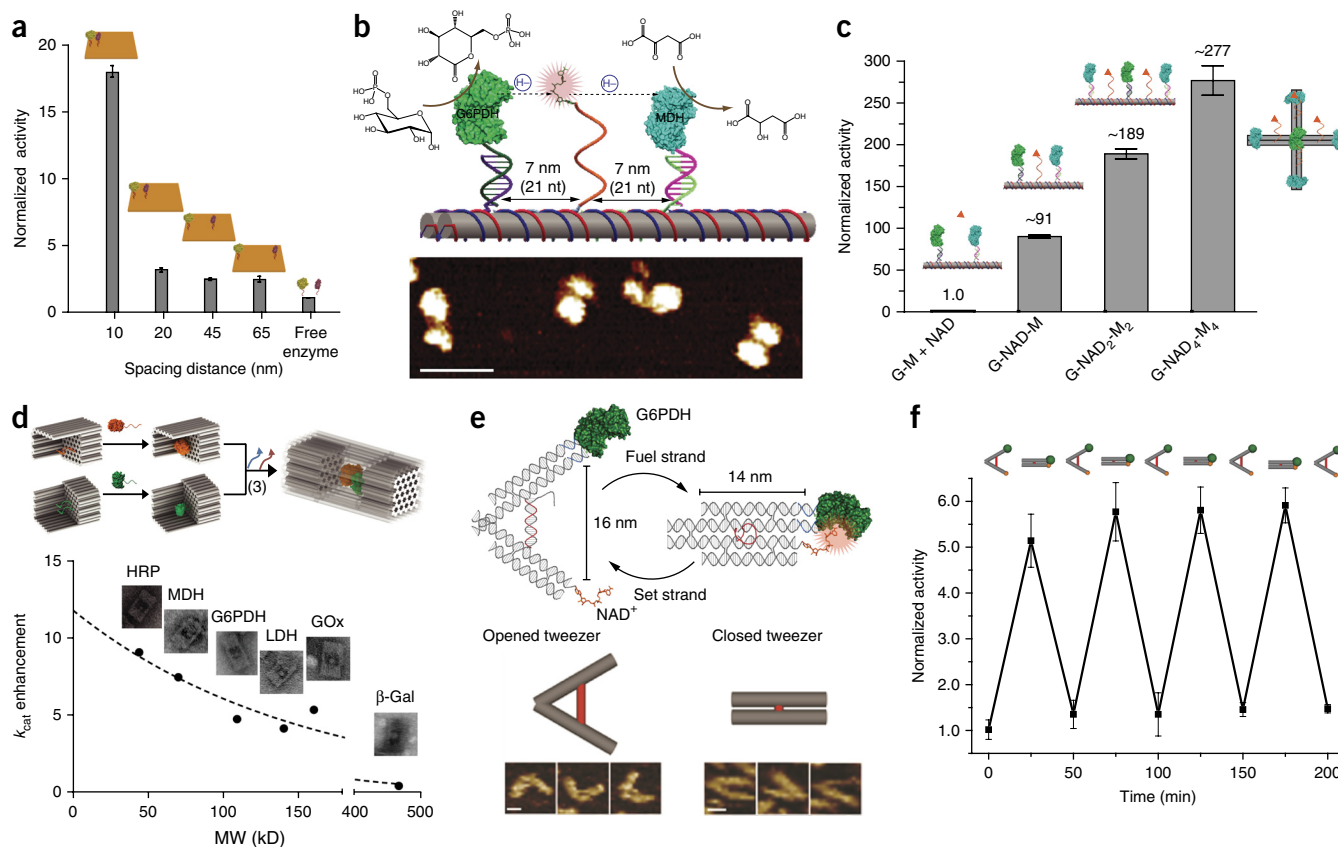 a
20
15
10
5
0
Normalized activity
10
20
45
65
Free
enzyme
Spacing distance (nm)
b
HO
O
P
OH
OH
G6PDH
H–
H–
MDH
7 nm
(21 nt)
7 nm
(21 nt)
c
300
250
200
150
100
50
0
Normalized activity
1.0
~91
~189
~277
G-M + NAD
G-NAD-M
G-NAD2-M2
G-NAD4-M4
d
(3)
15
10
5
0
kcat enhancement
HRP
MDH
G6PDH
LDH
GOx
β-Gal
0
50
100
150
400
500
MW (kD)
e
G6PDH
Fuel strand
14 nm
16 nm
Set strand
NAD+
Opened tweezer
Closed tweezer
f
6.0
5.0
4.0
3.0
2.0
1.0
Normalized activity
0
50
100
150
200
Time (min)